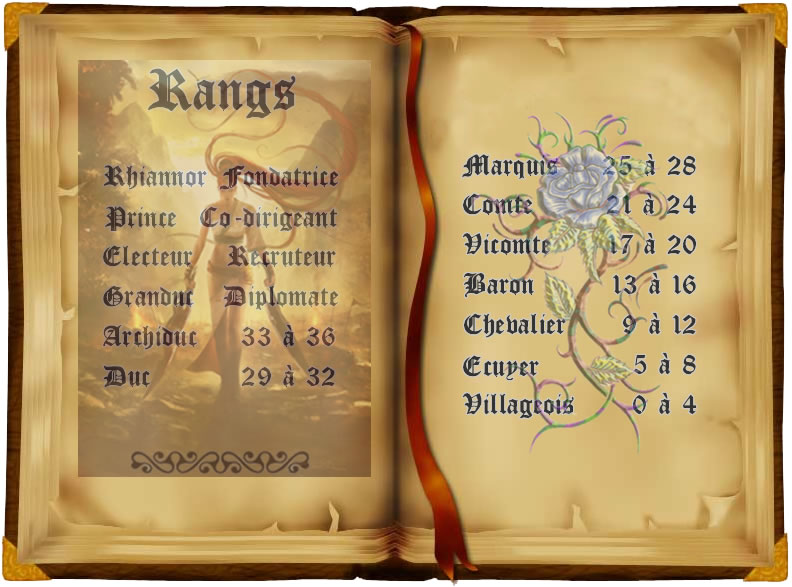 Rangs
Rhiannor Fondatrice
Prince Co-dirigeant
Electeur Recruteur
Granduc Diplomate
Archiduc 33 à 36
Duc 29 à 32
Marquis 25 à 28
Comte 21 à 24
Vicomte 17 à 20
Baron 13 à 16
Chevalier 9 à 12
Ecuyer 5 à 8
Villageois 0 à 4